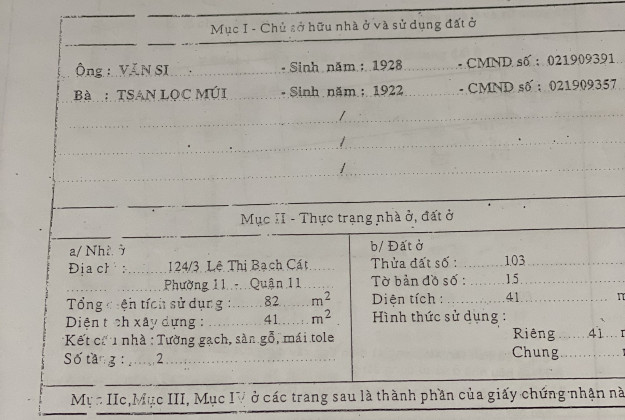 Mục I - Chủ sở hữu nhà ở và sử dụng đất ở
Ông : VĂN SI - Sinh năm : 1928 - CMND số : 021909391
Bà : TSAN LỌC MÚI - Sinh năm : 1922 - CMND số : 021909357
/
/
/
Mục II - Thực trạng nhà ở, đất ở
a/ Nhà ở
Địa chỉ : 124/3 Lê Thị Bạch Cát
Phường 11 - Quận 11
Tổng diện tích sử dụng : 82 m2
Diện tích xây dựng : 41 m2
Kết cấu nhà : Tường gạch, sàn gỗ, mái tole
Số tầng : 2
b/ Đất ở
Thửa đất số : 103
Tờ bản đồ số : 15
Diện tích : 41
Hình thức sử dụng :
Riêng 41
Chung
Mục IIc, Mục III, Mục IV ở các trang sau là thành phần của giấy chứng nhận